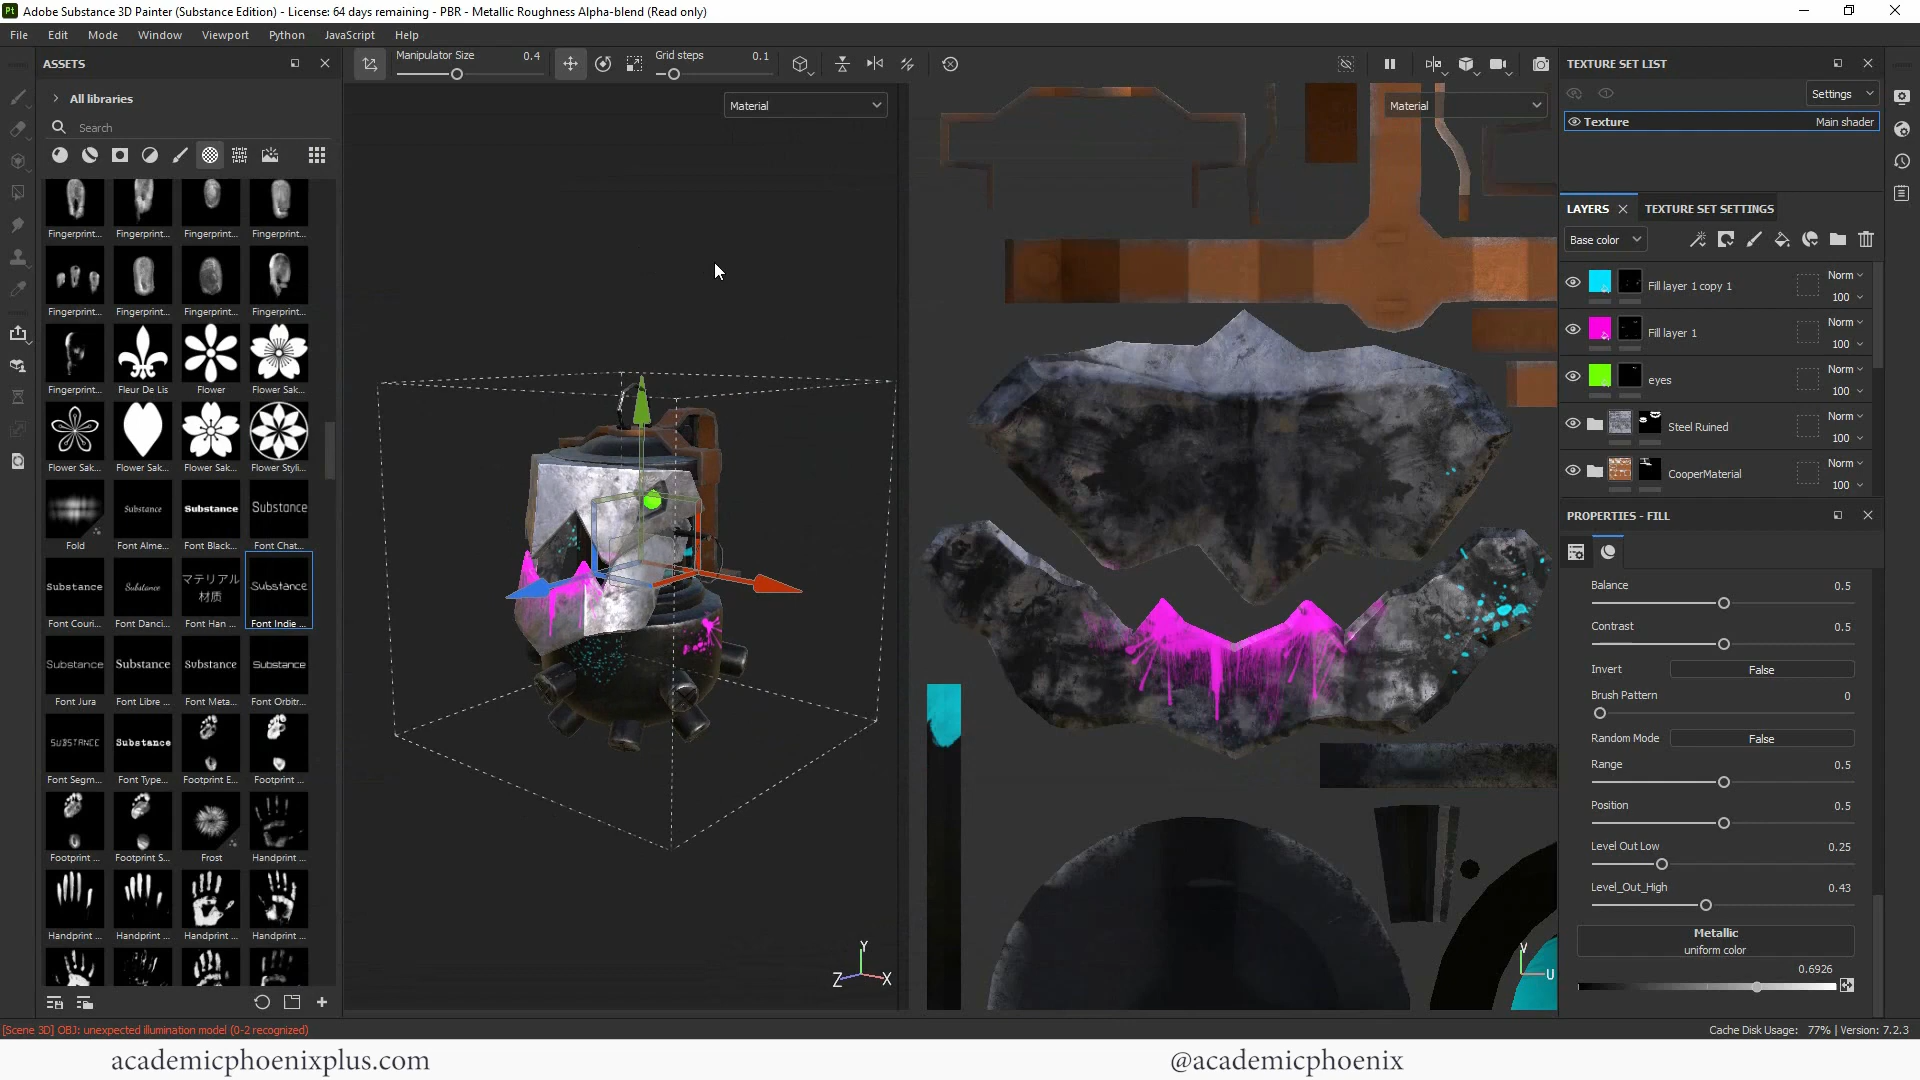 Pt Adobe Substance 3D Painter (Substance Edition) - License: 64 days remaining - PBR - Metallic Roughness Alpha-blend (Read only)
File Edit Mode Window Viewport Python JavaScript Help
ASSETS
Manipulator Size 0.4
Grid steps 0.1
All libraries
Search
Material
Material
Fingerprint... Fingerprint... Fingerprint... Fingerprint...
Fingerprint... Fingerprint... Fingerprint... Fingerprint...
Fingerprint... Fleur De Lis Flower Flower Sak...
Flower Sak... Flower Sak... Flower Sak... Flower Styli...
Substance Substance Substance
Fold Font Alme... Font Black... Font Chat...
Substance Substance マテリアル Substance
材质
Font Couri... Font Danci... Font Han ... Font Indie ...
Substance Substance Substance Substance
Font Jura Font Libre ... Font Meta... Font Orbitr...
SUBSTANCE Substance
Font Segm... Font Type... Footprint E... Footprint ...
Footprint ... Footprint S... Frost Handprint ...
Handprint ... Handprint ... Handprint ... Handprint ...
Y
Z X
V
U
TEXTURE SET LIST
Settings
Texture Main shader
LAYERS TEXTURE SET SETTINGS
Base color
Fill layer 1 copy 1 Norm
100
Fill layer 1 Norm
100
eyes Norm
100
Steel Ruined Norm
100
CooperMaterial Norm
100
PROPERTIES - FILL
Balance 0.5
Contrast 0.5
Invert False
Brush Pattern 0
Random Mode False
Range 0.5
Position 0.5
Level Out Low 0.25
Level_Out_High 0.43
Metallic
uniform color
0.6926
[Scene 3D] OBJ: unexpected illumination model (0-2 recognized)
Cache Disk Usage: 77% | Version: 7.2.3
academicphoenixplus.com
@academicphoenix